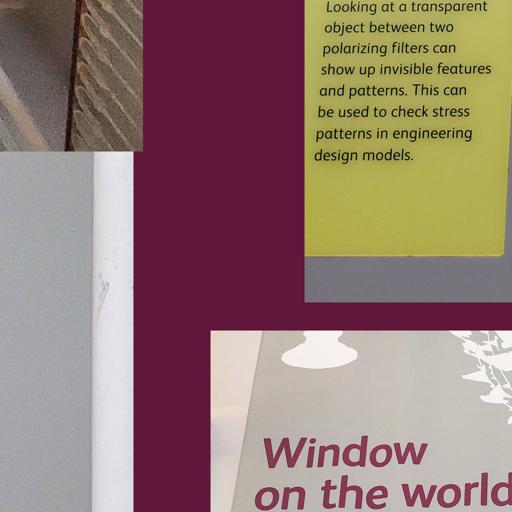 Looking at a transparent
object between two
polarizing filters can
show up invisible features
and patterns. This can
be used to check stress
patterns in engineering
design models.
Window
on the world